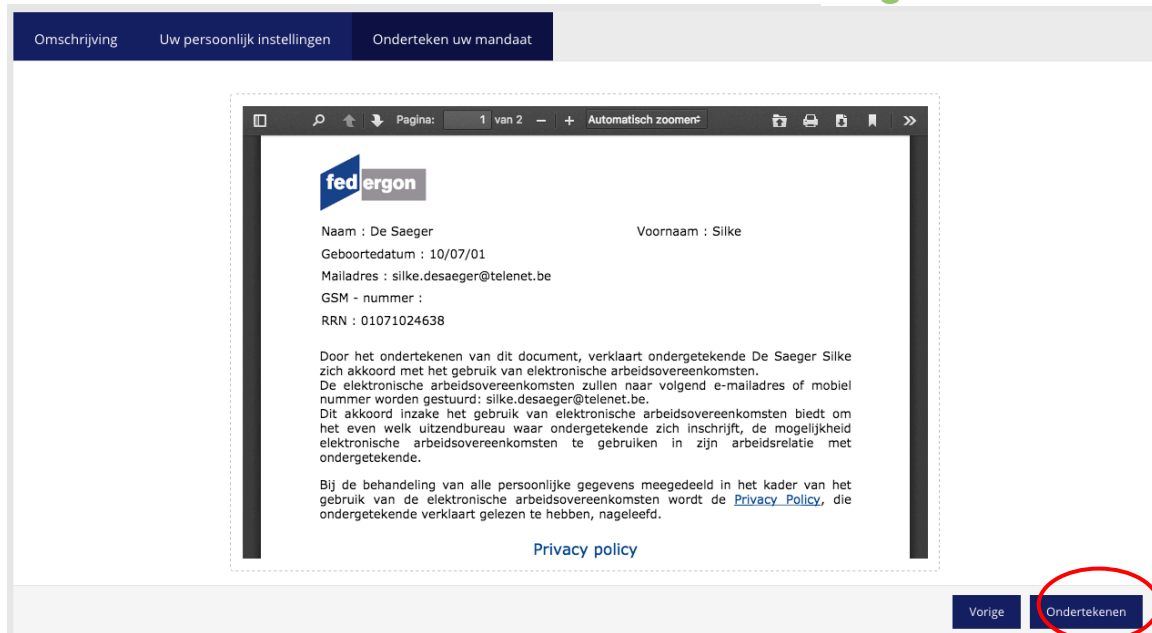 Omschrijving Uw persoonlijk instellingen Onderteken uw mandaat
Pagina: 1 van 2 Automatisch zoomen
fed ergon
Naam : De Saeger Voornaam : Silke
Geboortedatum : 10/07/01
Mailadres : silke.desaeger@telenet.be
GSM - nummer :
RRN : 01071024638
Door het ondertekenen van dit document, verklaart ondergetekende De Saeger Silke
zich akkoord met het gebruik van elektronische arbeidsovereenkomsten.
De elektronische arbeidsovereenkomsten zullen naar volgend e-mailadres of mobiel
nummer worden gestuurd: silke.desaeger@telenet.be.
Dit akkoord inzake het gebruik van elektronische arbeidsovereenkomsten biedt om
het even welk uitzendbureau waar ondergetekende zich inschrijft, de mogelijkheid
elektronische arbeidsovereenkomsten te gebruiken in zijn arbeidsrelatie met
ondergetekende.
Bij de behandeling van alle persoonlijke gegevens meegedeeld in het kader van het
gebruik van de elektronische arbeidsovereenkomsten wordt de Privacy Policy, die
ondergetekende verklaart gelezen te hebben, nageleefd.
Privacy policy
Vorige Ondertekenen